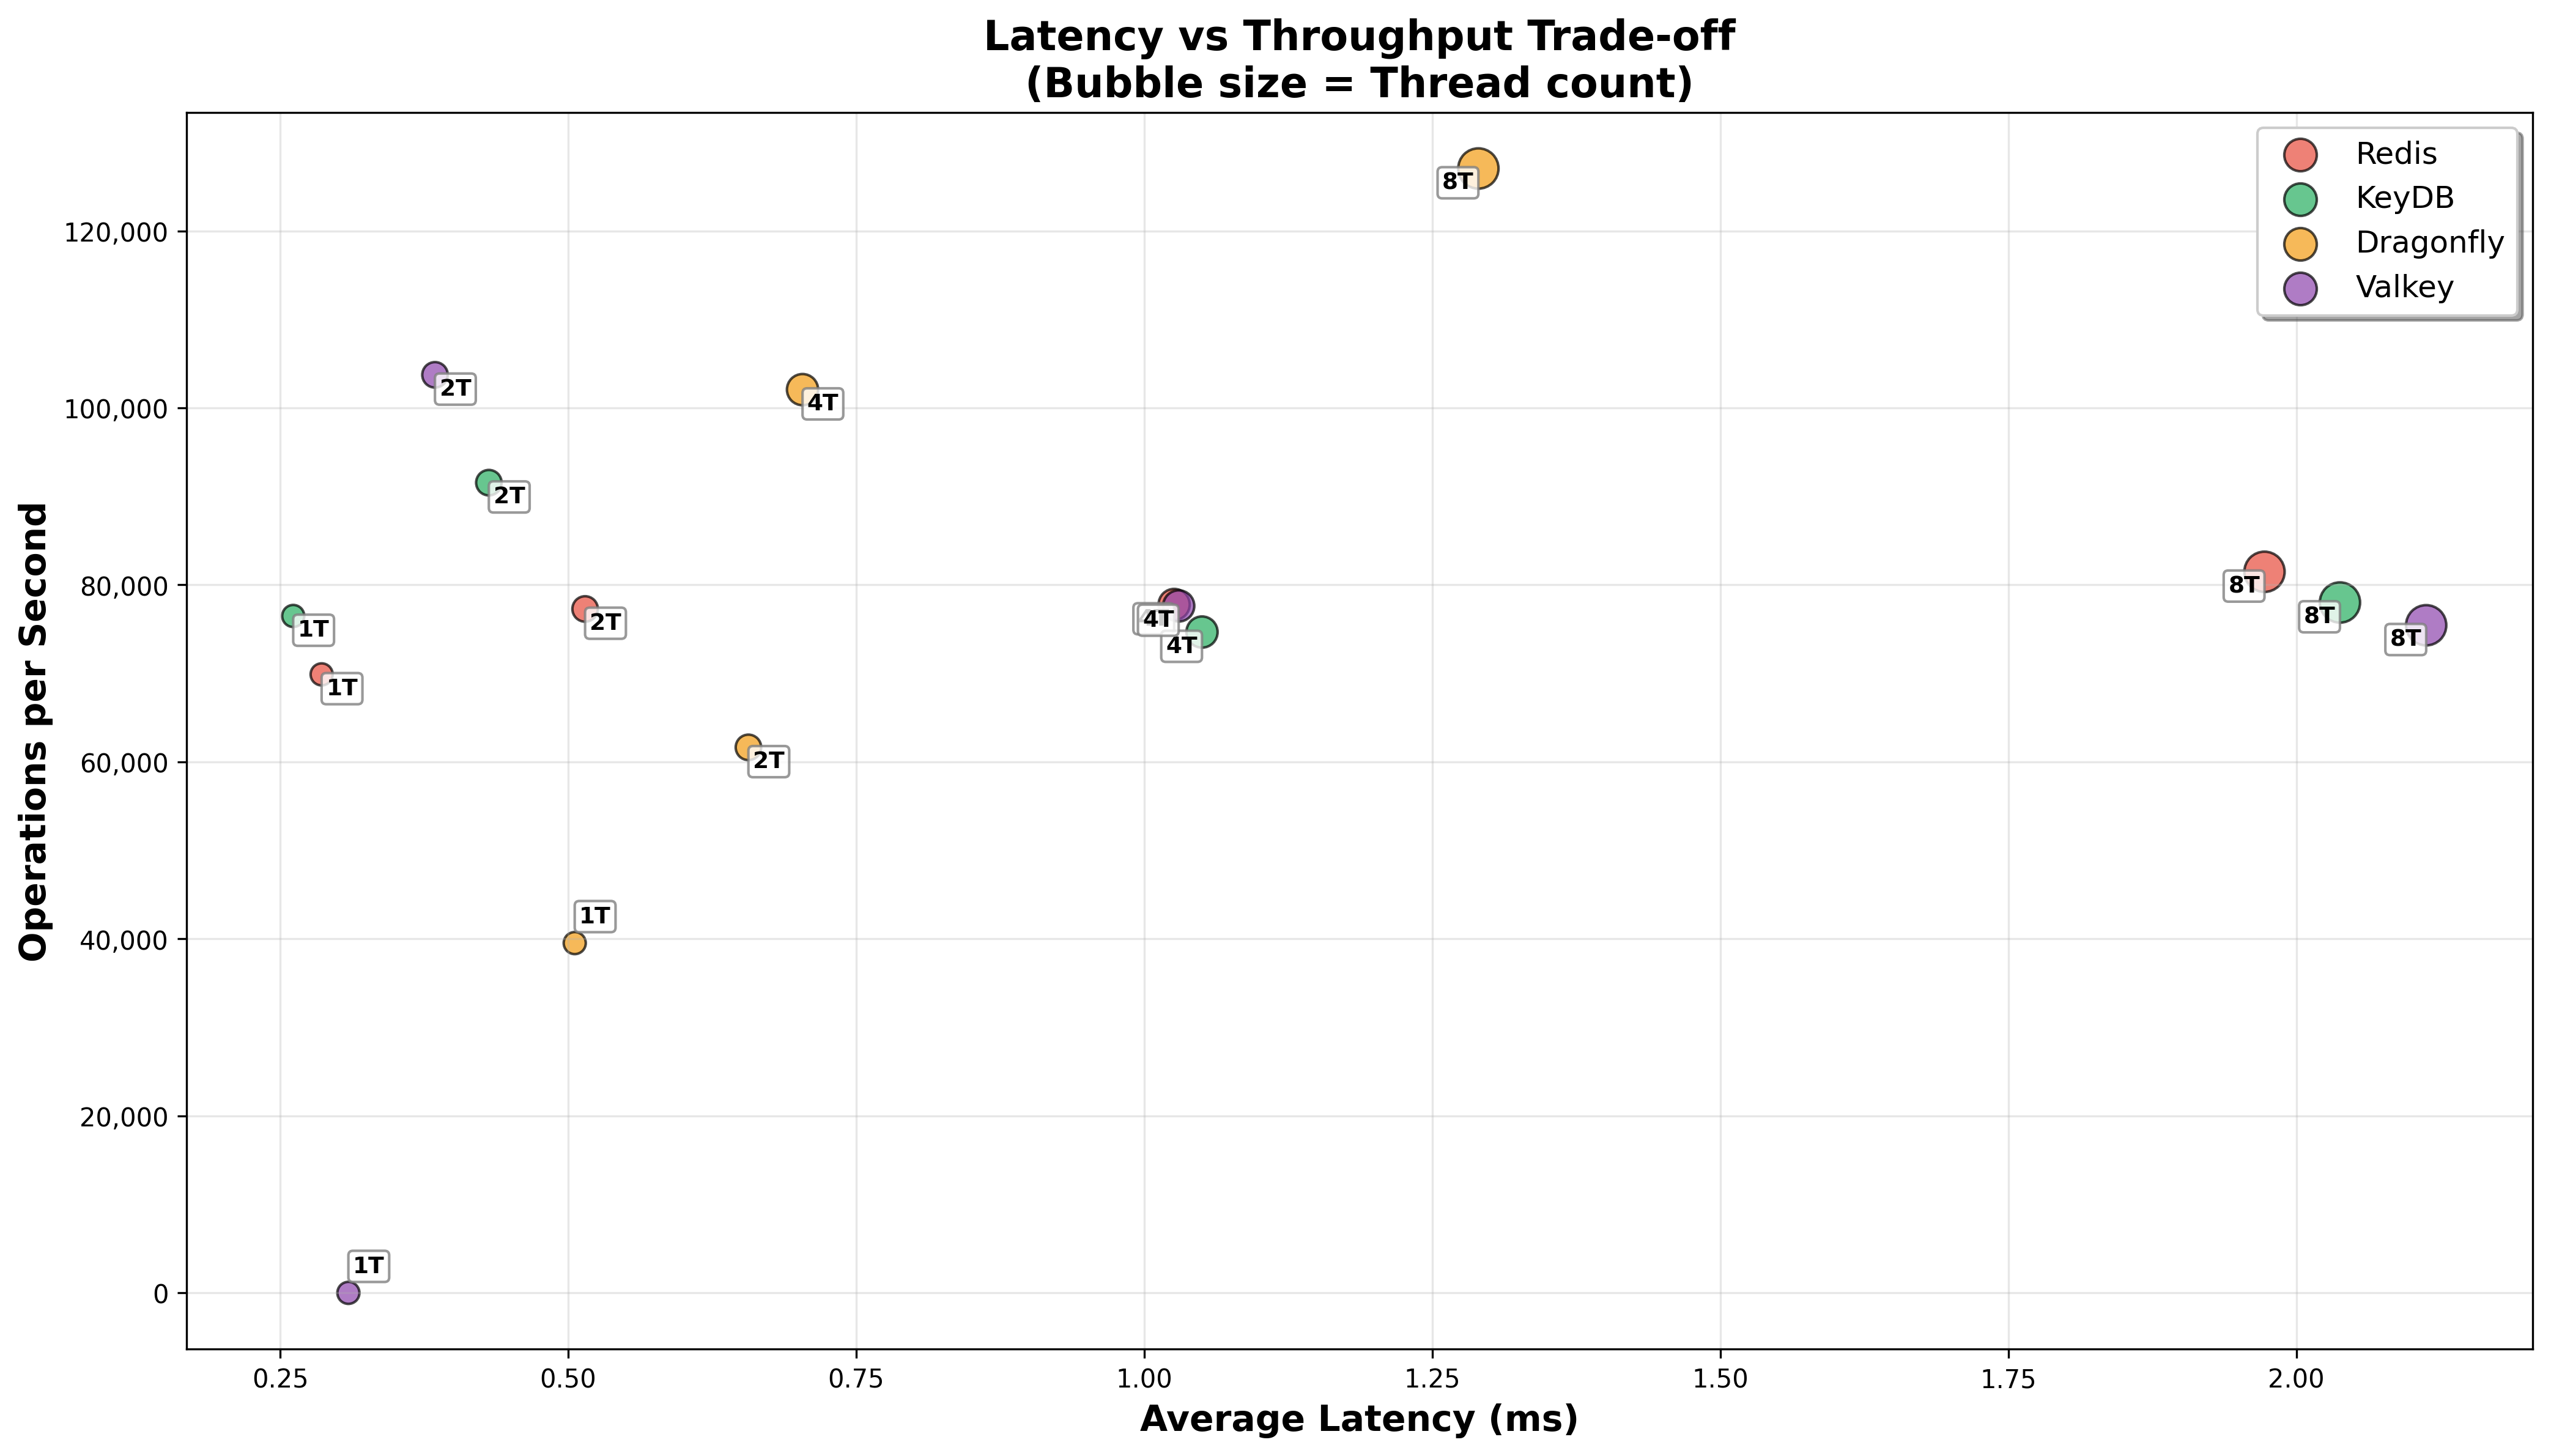 Latency vs Throughput Trade-off
(Bubble size = Thread count)
Redis
KeyDB
Dragonfly
Valkey
Operations per Second
120,000
100,000
80,000
60,000
40,000
20,000
0
8T
2T
4T
2T
1T
2T
1T
4T
4T
8T
8T
8T
2T
1T
1T
0.25
0.50
0.75
1.00
1.25
1.50
1.75
2.00
Average Latency (ms)